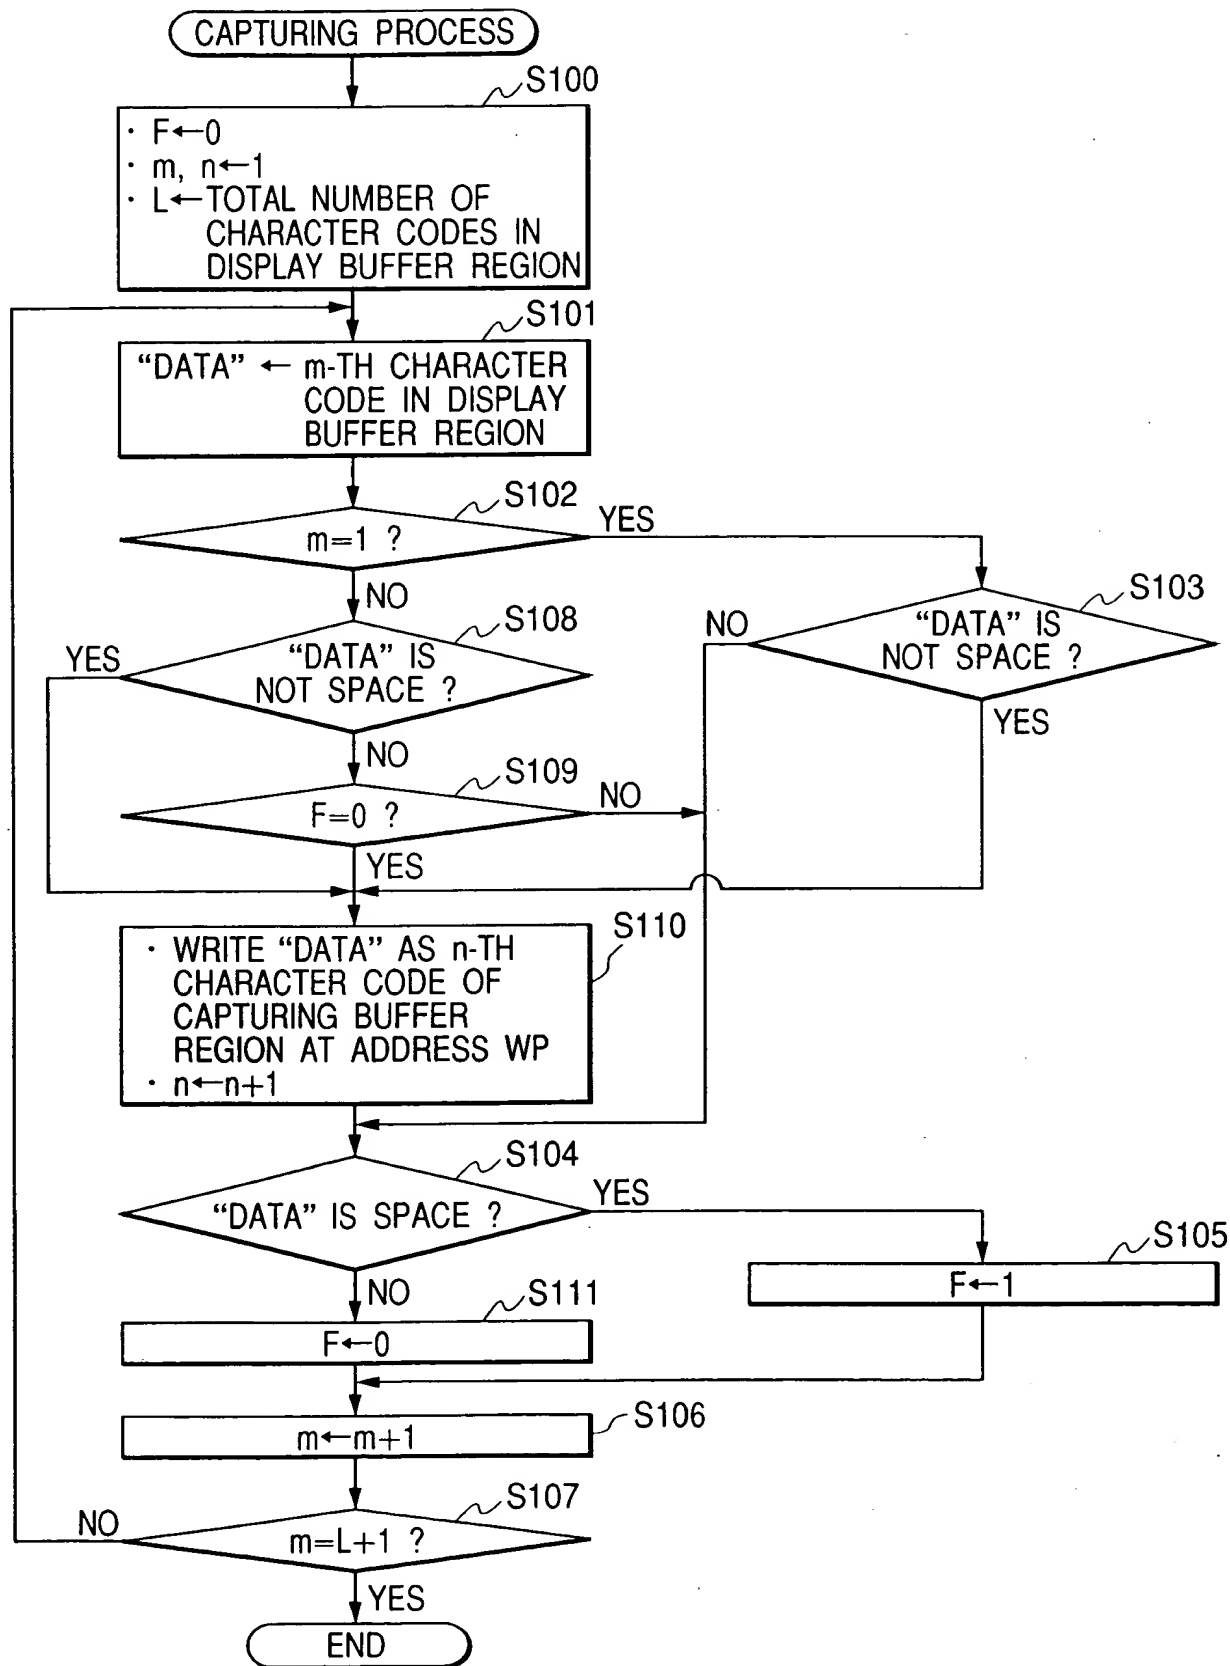 CAPTURING PROCESS
S100
· F←0
· m, n←1
· L←TOTAL NUMBER OF
CHARACTER CODES IN
DISPLAY BUFFER REGION
S101
“DATA” ← m-TH CHARACTER
CODE IN DISPLAY
BUFFER REGION
S102
m=1 ?
YES
NO
S103
“DATA” IS
NOT SPACE ?
NO
YES
S108
“DATA” IS
NOT SPACE ?
YES
NO
S109
F=0 ?
NO
YES
S110
· WRITE “DATA” AS n-TH
CHARACTER CODE OF
CAPTURING BUFFER
REGION AT ADDRESS WP
· n←n+1
S104
“DATA” IS SPACE ?
YES
NO
S105
F←1
S111
F←0
S106
m←m+1
S107
m=L+1 ?
NO
YES
END